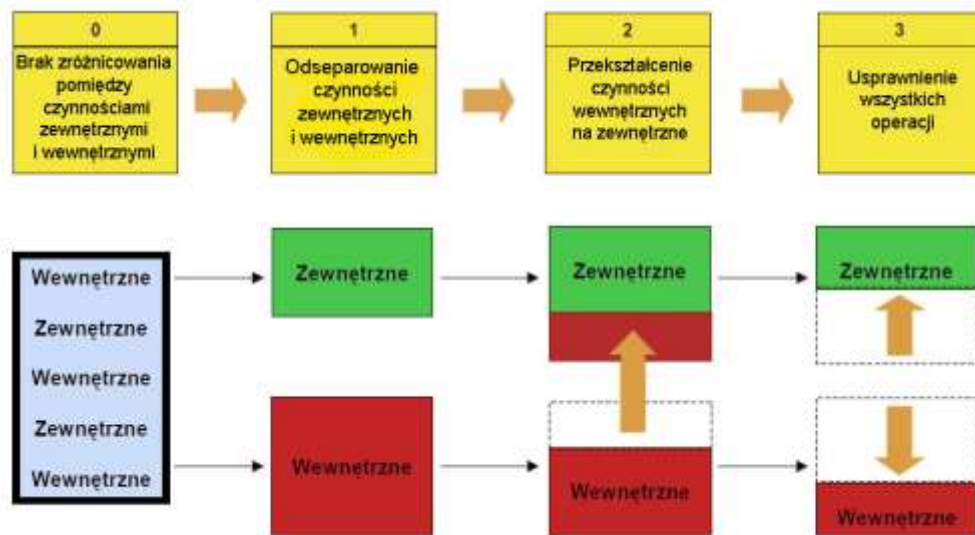 0
Brak zróżnicowania
pomiędzy
czynnościami
zewnętrznymi
i wewnętrznymi
1
Odseparowanie
czynności
zewnętrznych
i wewnętrznych
2
Przekształcenie
czynności
wewnętrznych
na zewnętrzne
3
Usprawnienie
wszystkich
operacji
Wewnętrzne
Zewnętrzne
Wewnętrzne
Zewnętrzne
Wewnętrzne
Zewnętrzne
Zewnętrzne
Zewnętrzne
Wewnętrzne
Wewnętrzne
Wewnętrzne